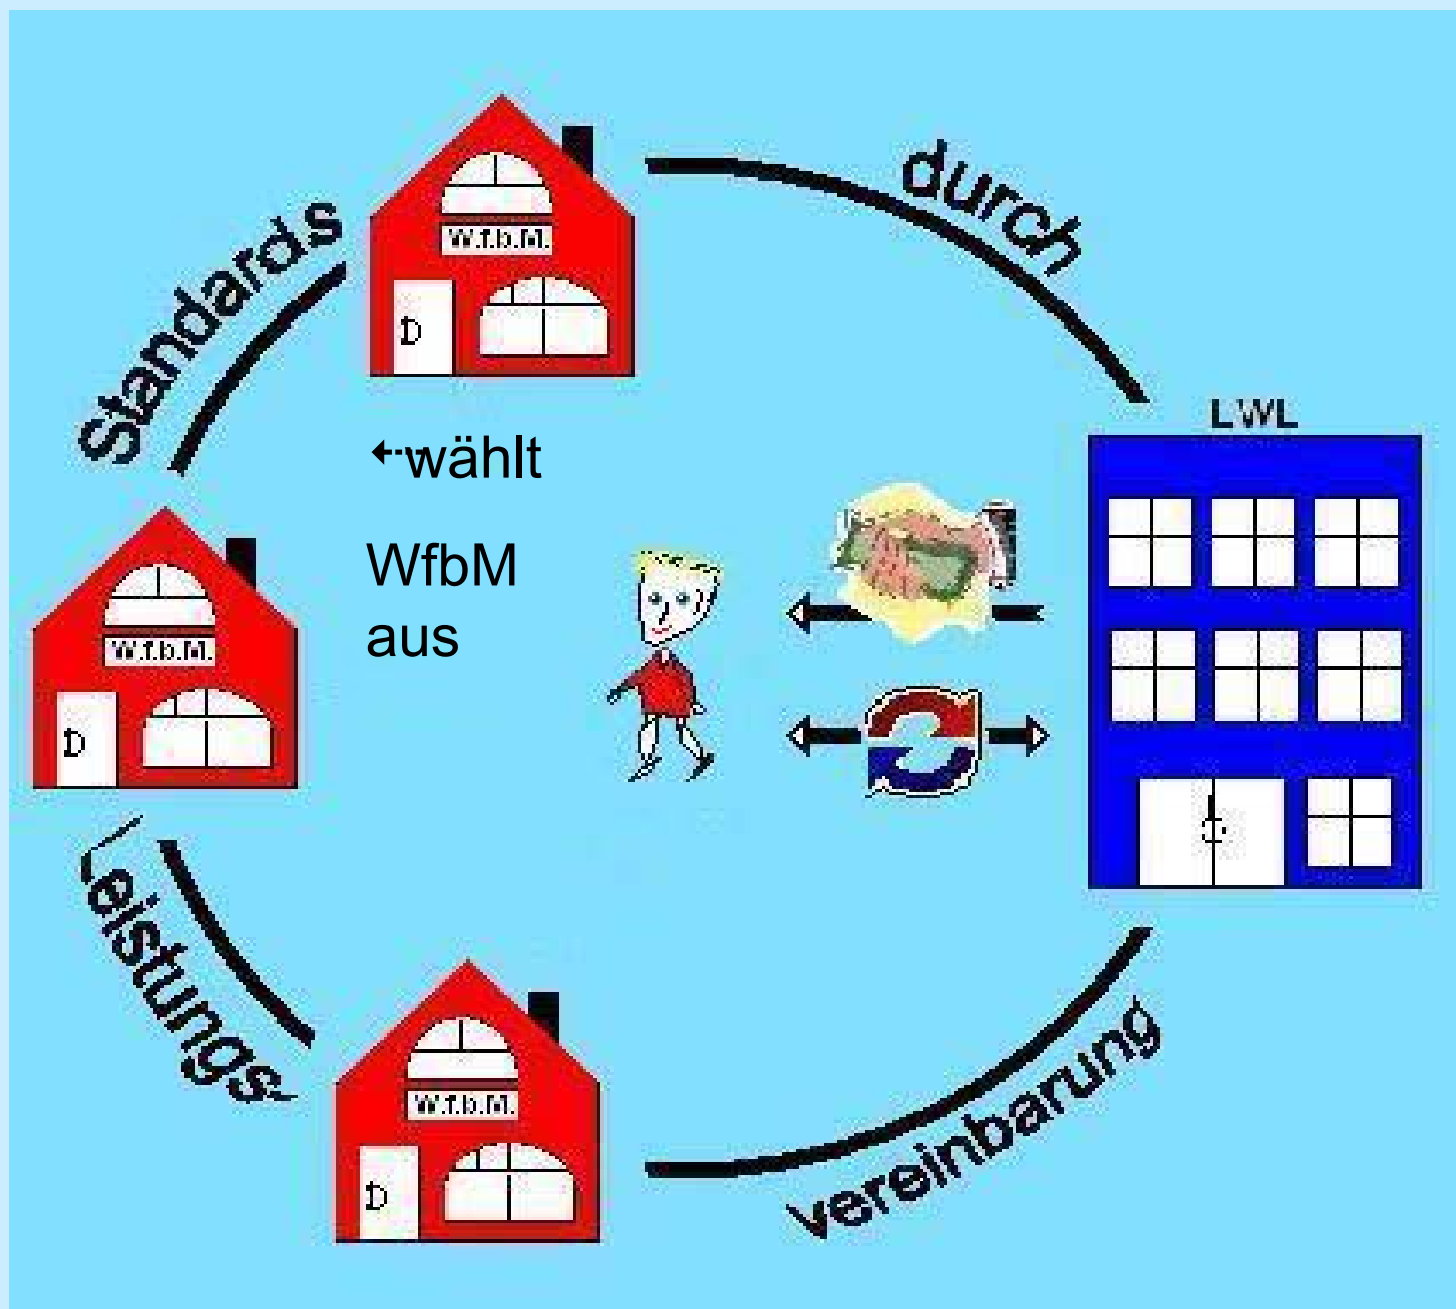 Standards
durch
W.f.b.M.
D
LWL
wählt
WfbM
aus
W.f.b.M.
D
Leistungs-
vereinbarung
W.f.b.M.
D